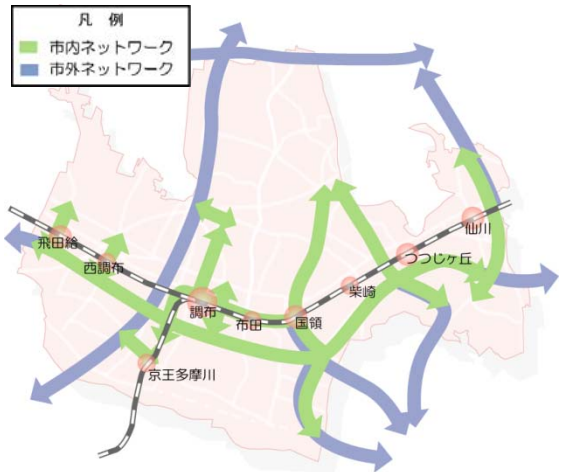 凡 例
市内ネットワーク
市外ネットワーク
仙川
飛田給
つつじヶ丘
西調布
柴崎
調布
布田
国領
京王多摩川